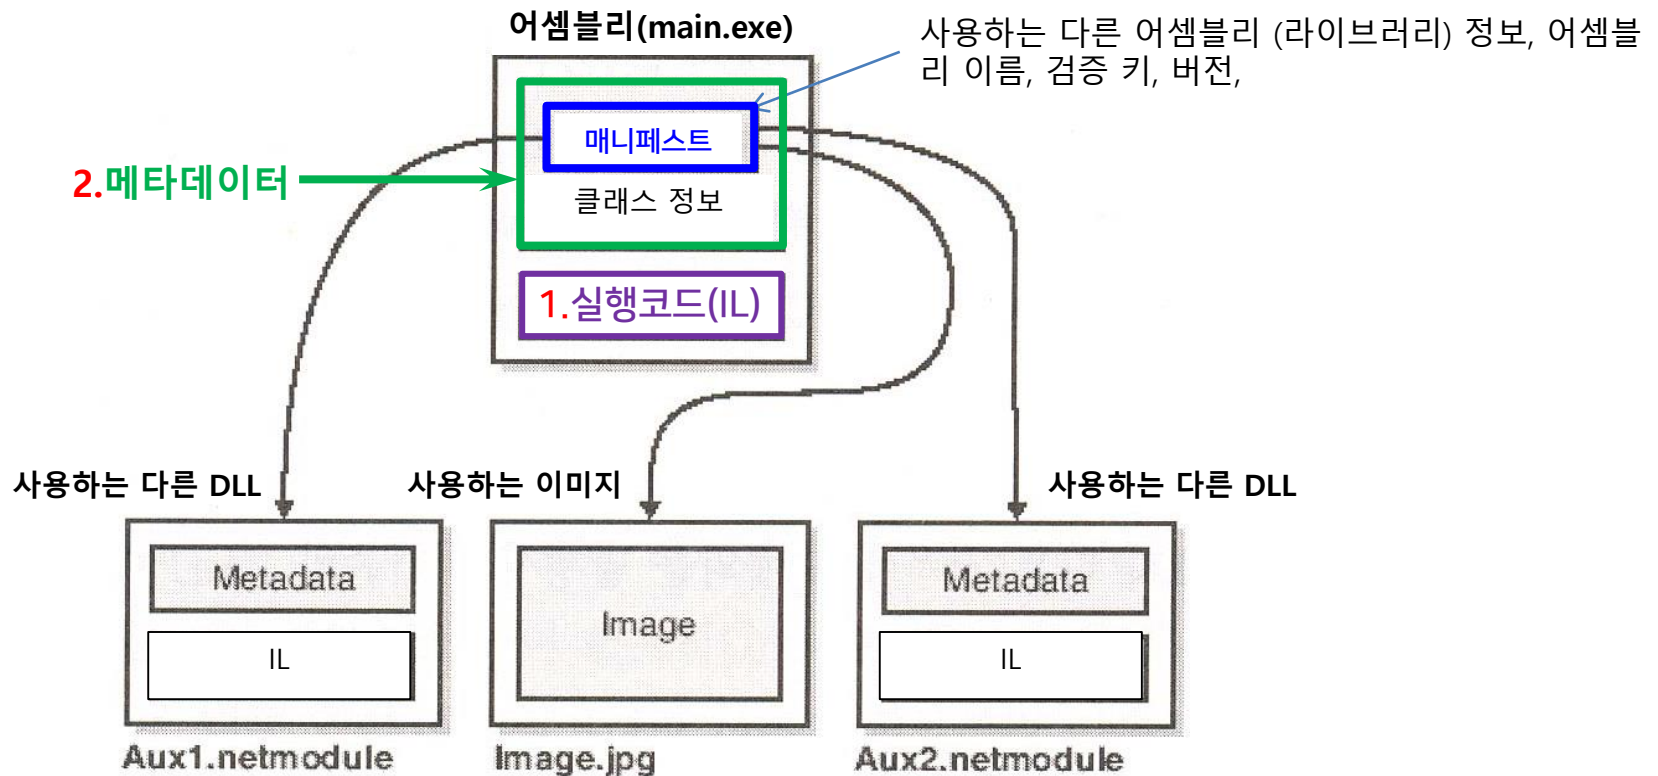 어셈블리(main.exe)
사용하는 다른 어셈블리 (라이브러리) 정보, 어셈블
리 이름, 검증 키, 버전,
매니페스트
2.메타데이터
클래스 정보
1.실행코드(IL)
사용하는 다른 DLL
사용하는 이미지
사용하는 다른 DLL
Metadata
IL
Image
Metadata
IL
Aux1.netmodule
Image.jpg
Aux2.netmodule